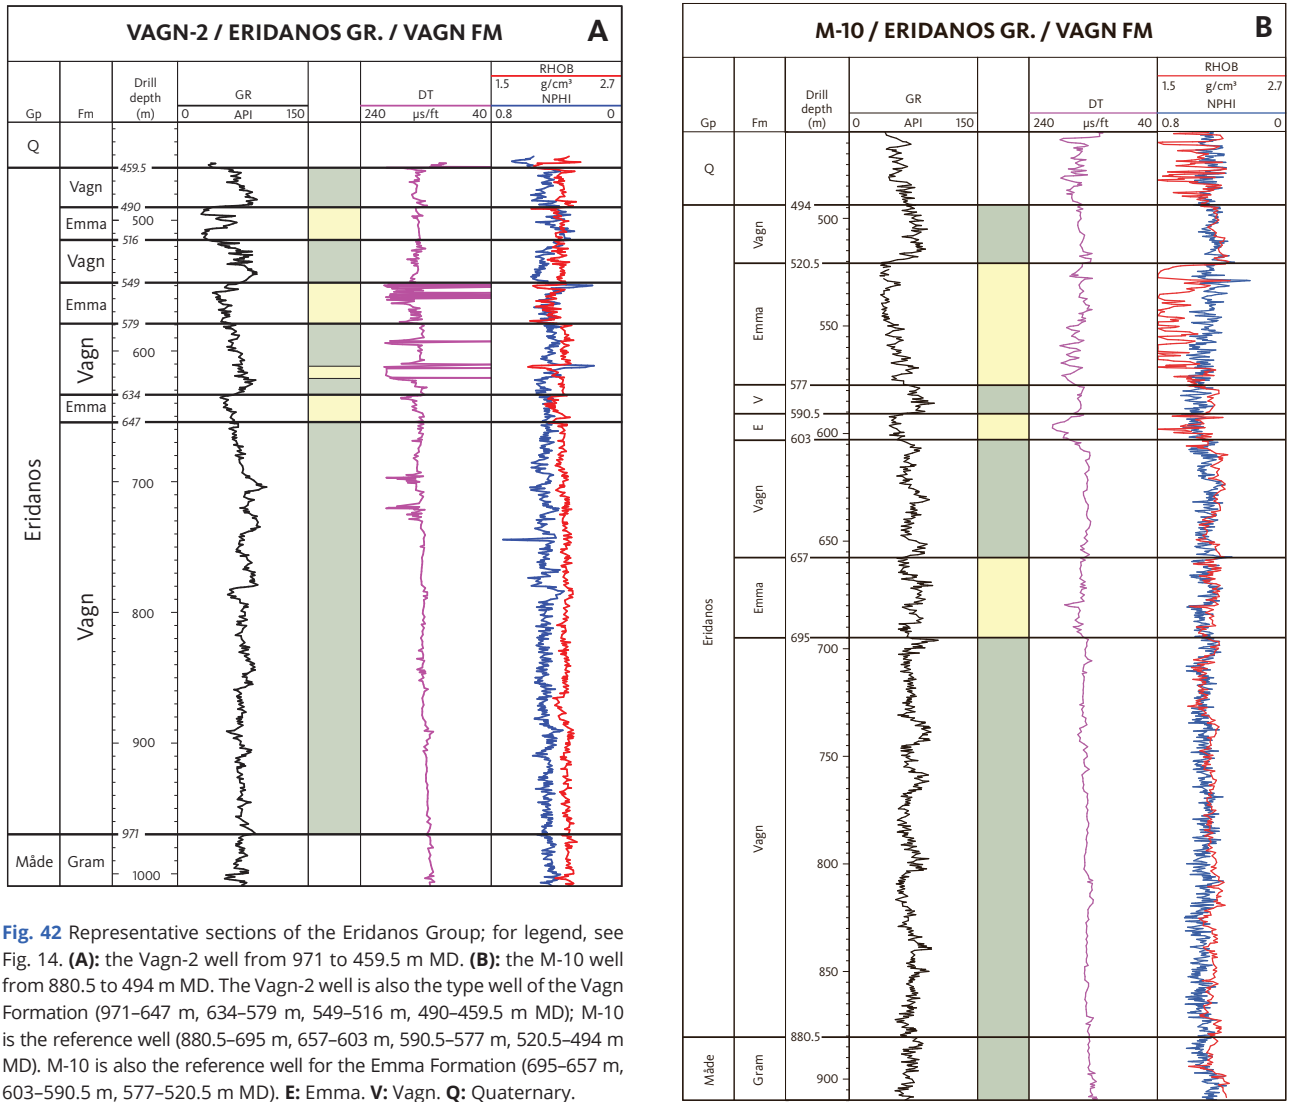 VAGN-2 / ERIDANOS GR. / VAGN FM A
RHOB
1.5 g/cm³ 2.7
Drill
depth
(m)
GR
DT
NPHI
Gp Fm 0 API 150 240 µs/ft 40 0.8 0
Q
459.5
Vagn
490
Emma 500
516
Vagn
549
Emma
579
Vagn 600
634
Emma
647
Eridanos
700
Vagn 800
900
971
Måde Gram
1000
M-10 / ERIDANOS GR. / VAGN FM B
RHOB
1.5 g/cm³ 2.7
Drill
depth
(m)
GR
DT
NPHI
Gp Fm 0 API 150 240 µs/ft 40 0.8 0
Q
494
Vagn 500
520.5
Emma 550
577
V
590.5
E 600
603
Vagn
650
657
Emma
Eridanos
695
700
750
Vagn
800
850
880.5
Måde Gram
900
Fig. 42 Representative sections of the Eridanos Group; for legend, see
Fig. 14. (A): the Vagn-2 well from 971 to 459.5 m MD. (B): the M-10 well
from 880.5 to 494 m MD. The Vagn-2 well is also the type well of the Vagn
Formation (971–647 m, 634–579 m, 549–516 m, 490–459.5 m MD); M-10
is the reference well (880.5–695 m, 657–603 m, 590.5–577 m, 520.5–494 m
MD). M-10 is also the reference well for the Emma Formation (695–657 m,
603–590.5 m, 577–520.5 m MD). E: Emma. V: Vagn. Q: Quaternary.